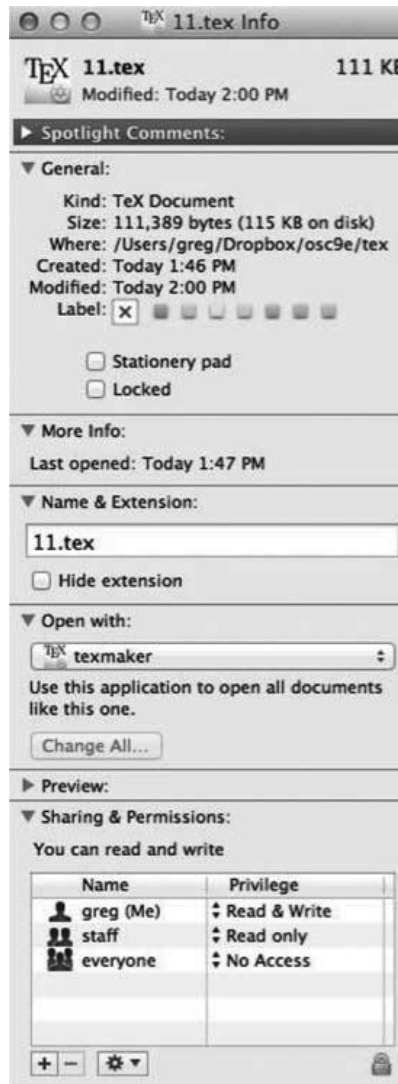 TEX 11.tex Info
TEX 11.tex 111 KB
Modified: Today 2:00 PM
Spotlight Comments:
General:
Kind: TeX Document
Size: 111,389 bytes (115 KB on disk)
Where: /Users/greg/Dropbox/osc9e/tex
Created: Today 1:46 PM
Modified: Today 2:00 PM
Label: x
Stationery pad
Locked
More Info:
Last opened: Today 1:47 PM
Name & Extension:
11.tex
Hide extension
Open with:
TEX texmaker
Use this application to open all documents
like this one.
Change All...
Preview:
Sharing & Permissions:
You can read and write
Name Privilege
greg (Me) Read & Write
staff Read only
everyone No Access